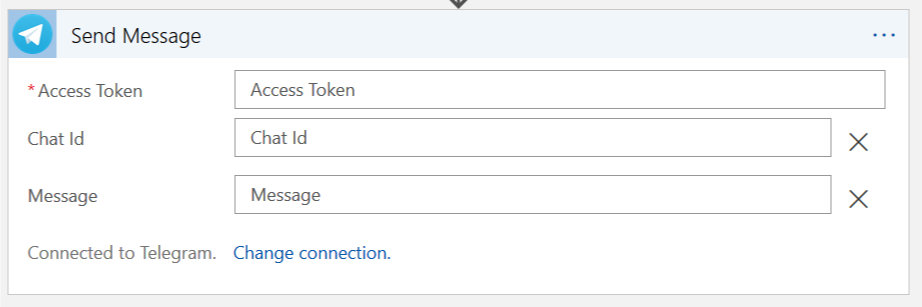 Send Message
...
*Access Token
Access Token
Chat Id
Chat Id
Message
Message
Connected to Telegram. Change connection.